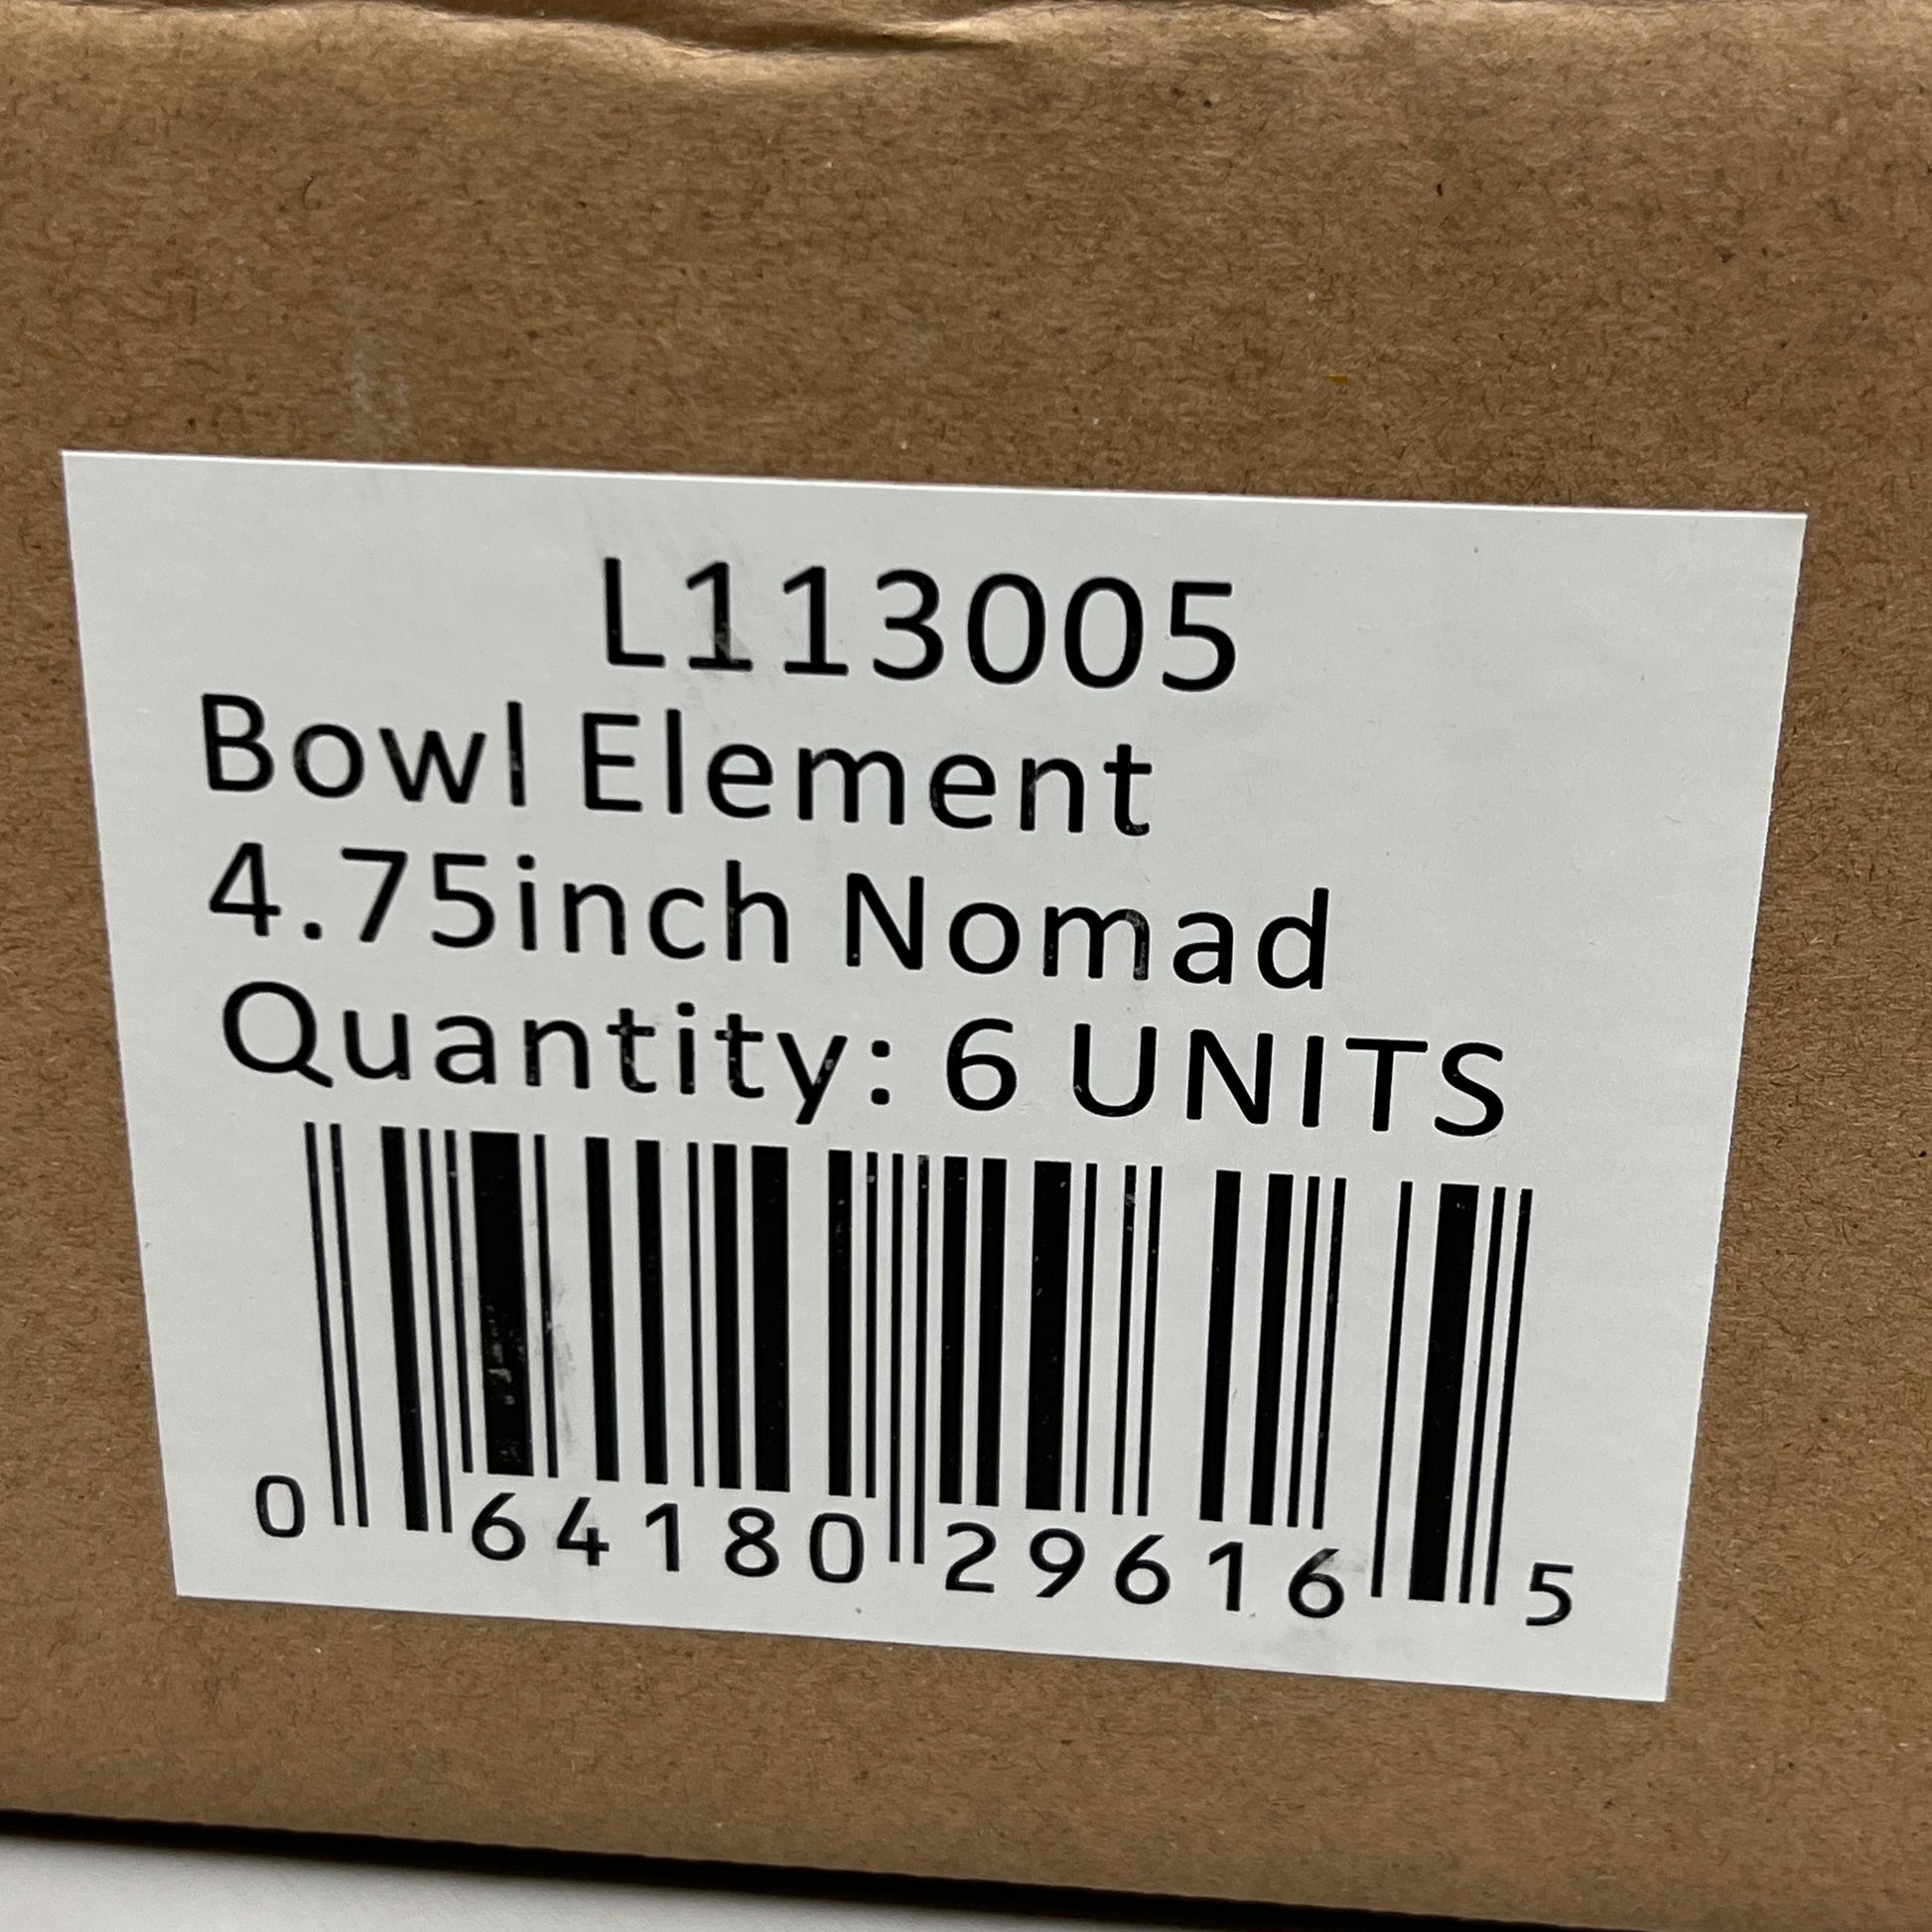 L113005
Bowl Element
4.75inch Nomad
Quantity: 6 UNITS
0 64180 29616 5